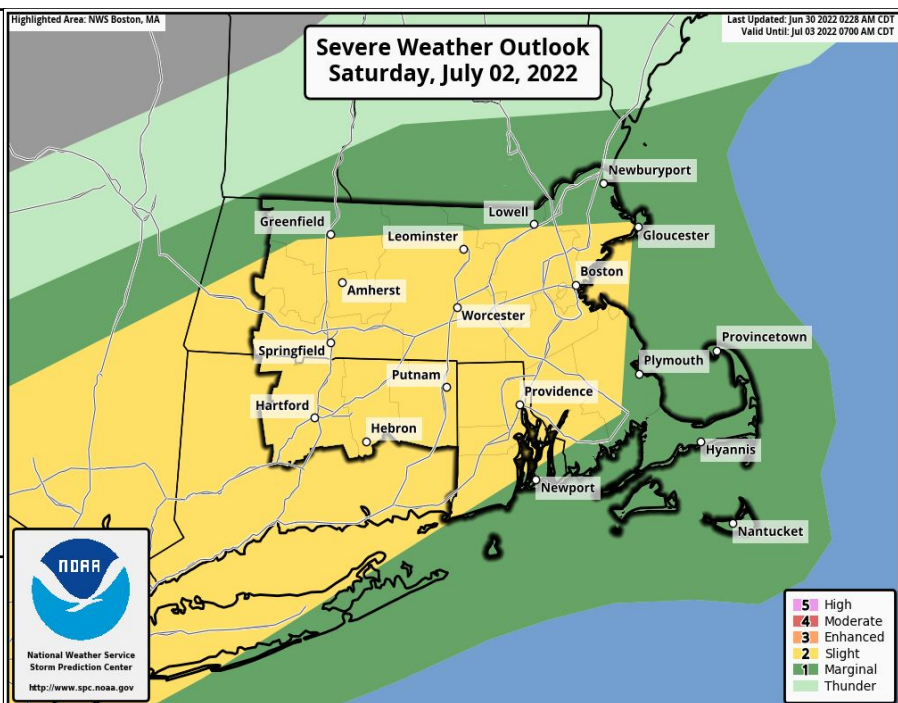 Highlighted Area: NWS Boston, MA
Last Updated: Jun 30 2022 0228 AM CDT
Valid Until: Jul 03 2022 0700 AM CDT
Severe Weather Outlook
Saturday, July 02, 2022
Newburyport
Lowell
Greenfield
Leominster
Gloucester
Boston
Amherst
Worcester
Provincetown
Springfield
Plymouth
Putnam
Providence
Hartford
Hebron
Hyannis
Newport
Nantucket
NOAA
National Weather Service
Storm Prediction Center
http://www.spc.noaa.gov
5 High
4 Moderate
3 Enhanced
2 Slight
1 Marginal
Thunder